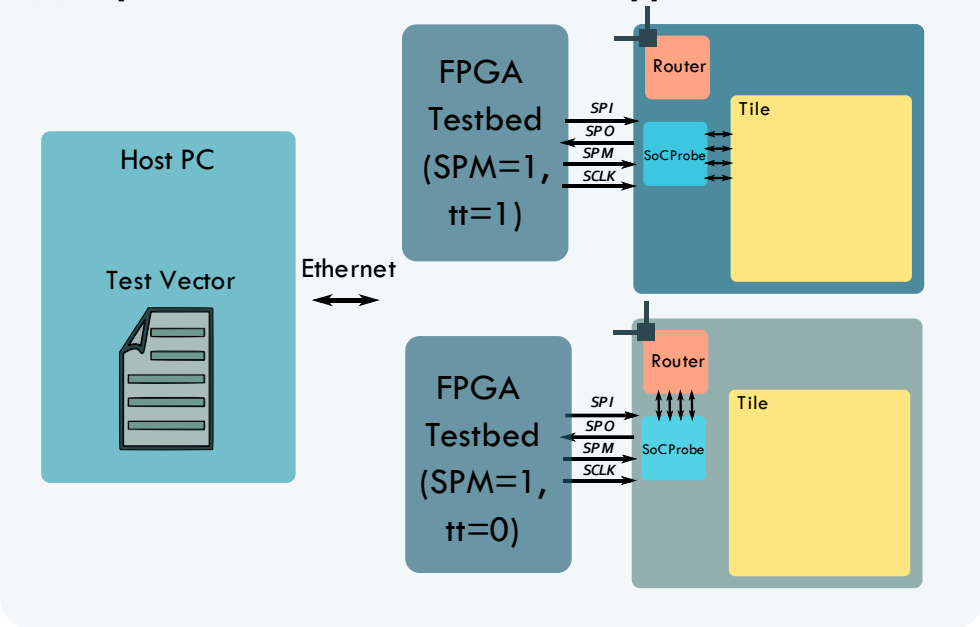 Host PC
Test Vector
Ethernet
FPGA
Testbed
(SPM=1,
tt=1)
SPI
SPO
SPM
SCLK
Router
SoCProbe
Tile
FPGA
Testbed
(SPM=1,
tt=0)
SPI
SPO
SPM
SCLK
Router
SoCProbe
Tile